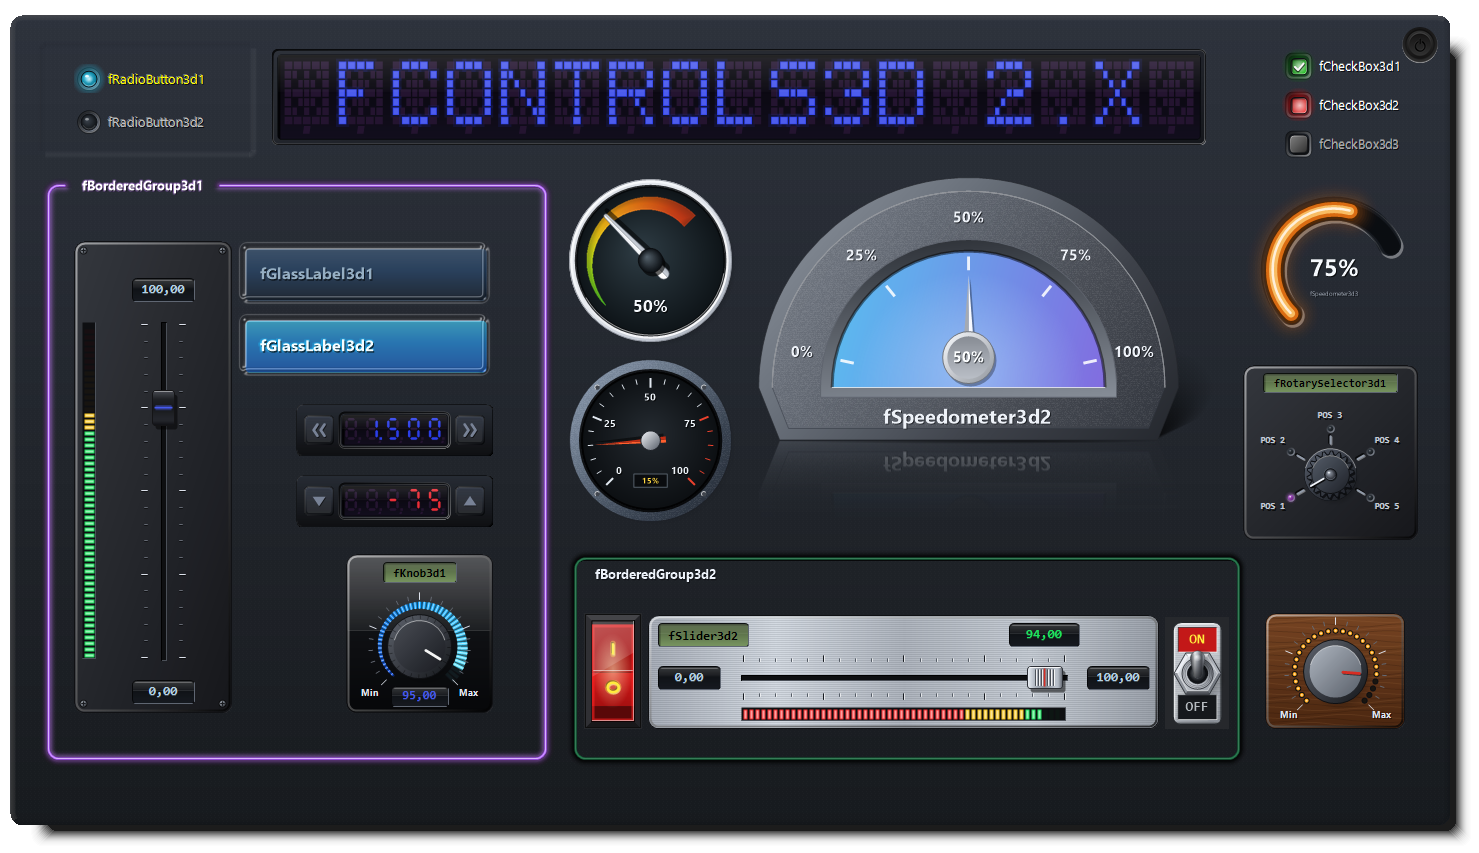 fRadioButton3d1
fRadioButton3d2
FCONTROLS3D 2.X
fCheckBox3d1
fCheckBox3d2
fCheckBox3d3
fBorderedGroup3d1
100,00
0,00
fGlassLabel3d1
fGlassLabel3d2
1.500
-75
fKnob3d1
Min
95,00
Max
50%
0
25
50
75
100
15%
0%
25%
50%
75%
100%
50%
fSpeedometer3d2
fSpeedometer3d2
75%
fSpeedometer3d3
fRotarySelector3d1
POS 3
POS 2
POS 4
POS 1
POS 5
fBorderedGroup3d2
I
O
fSlider3d2
94,00
0,00
100,00
ON
OFF
Min
Max